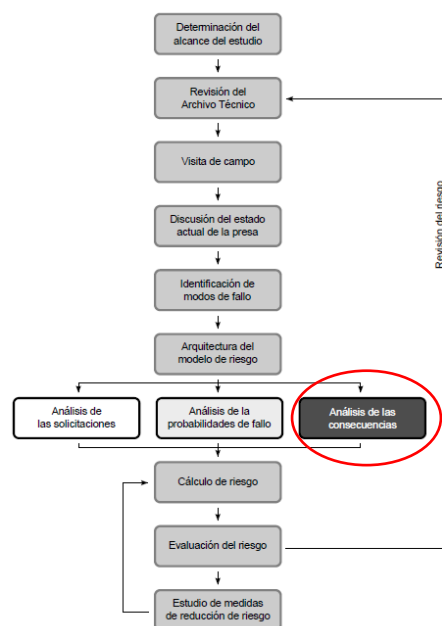 Determinación del
alcance del estudio
Revisión del
Archivo Técnico
Visita de campo
Discusión del estado
actual de la presa
Identificación de
modos de fallo
Arquitectura del
modelo de riesgo
Análisis de
las solicitaciones
Análisis de la
probabilidades de fallo
Análisis de las
consecuencias
Cálculo de riesgo
Evaluación del riesgo
Estudio de medidas
de reducción de riesgo
Revisión del riesgo